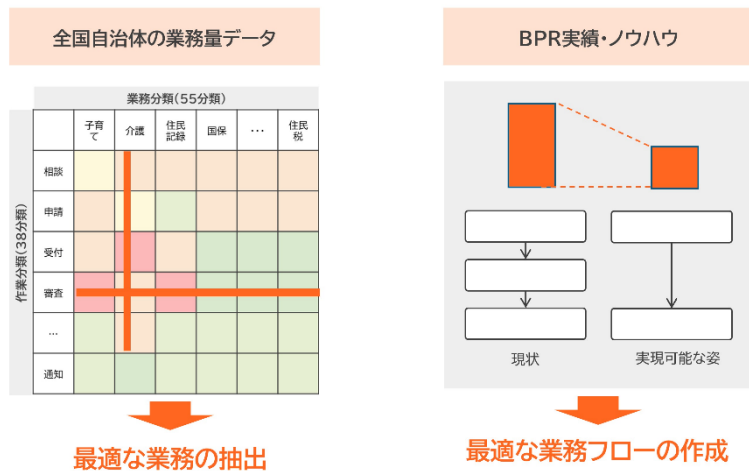 全国自治体の業務量データ
業務分類(55分類)
作業分類(38分類)
子育て
介護
住民記録
国保
･･･
住民税
相談
申請
受付
審査
…
通知
最適な業務の抽出
BPR実績・ノウハウ
現状
実現可能な姿
最適な業務フローの作成